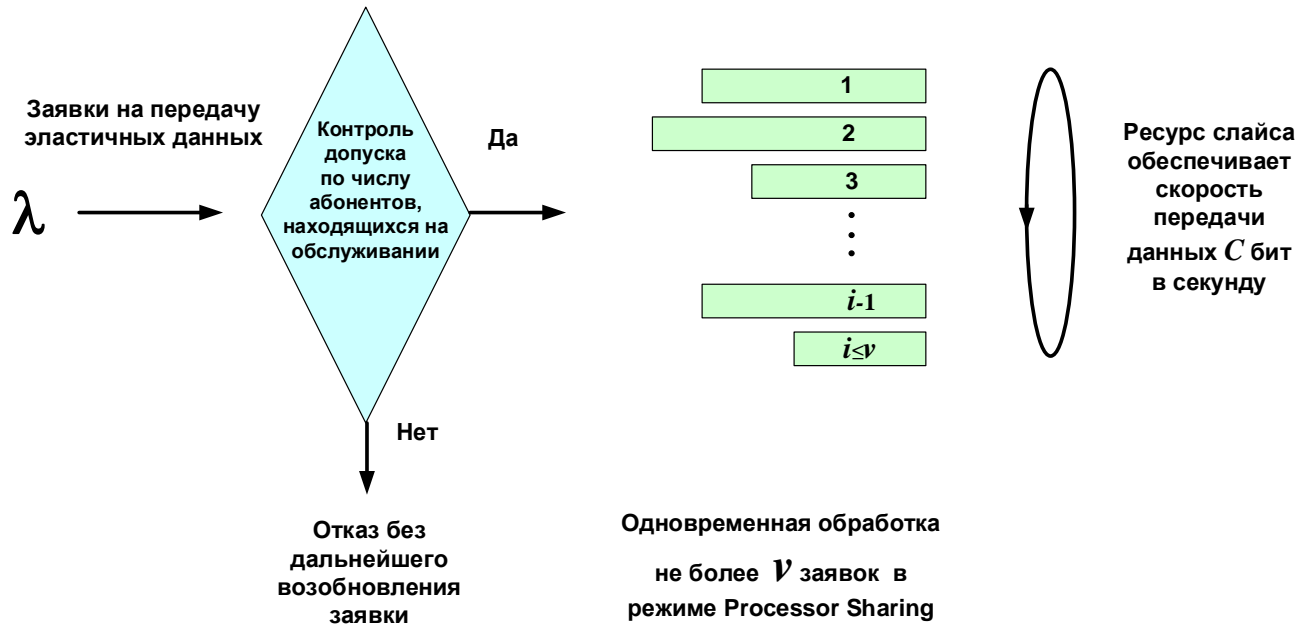 Заявки на передачу
эластичных данных
λ
Контроль
допуска
по числу
абонентов,
находящихся на
обслуживании
Да
Нет
Отказ без
дальнейшего
возобновления
заявки
1
2
3
i-1
i≤v
Одновременная обработка
не более v заявок в
режиме Processor Sharing
Ресурс слайса
обеспечивает
скорость
передачи
данных C бит
в секунду